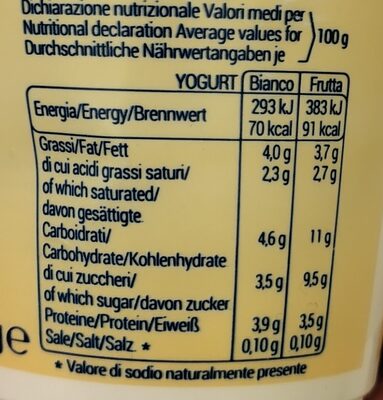 Dichiarazione nutrizionale Valori medi per
Nutritional declaration Average values for 100 g
Durchschnittliche Nährwertangaben je
YOGURT Bianco Frutta
Energia/Energy/Brennwert 293 kJ 383 kJ
70 kcal 91 kcal
Grassi/Fat/Fett 4,0 g 3,7 g
di cui acidi grassi saturi/ 2,3 g 2,7 g
of which saturated/
davon gesättigte
Carboidrati/ 4,6 g 11 g
Carbohydrate/Kohlenhydrate
di cui zuccheri/ 3,5 g 9,5 g
of which sugar/davon zucker
Proteine/Protein/Eiweiß 3,9 g 3,5 g
Sale/Salt/Salz * 0,10 g 0,10 g
* Valore di sodio naturalmente presente